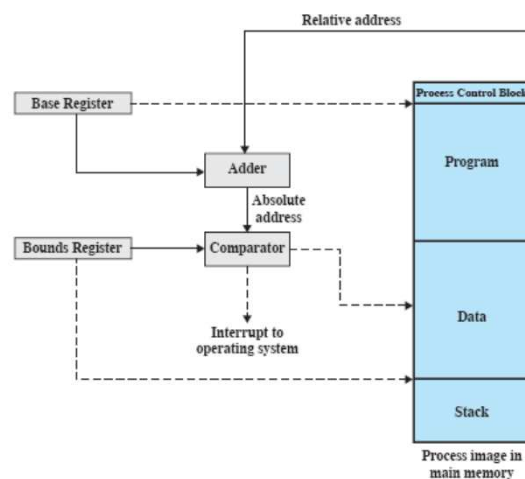 Relative address
Process Control Block
Base Register
Program
Adder
Absolute
address
Bounds Register
Comparator
Interrupt to
operating system
Data
Stack
Process image in
main memory